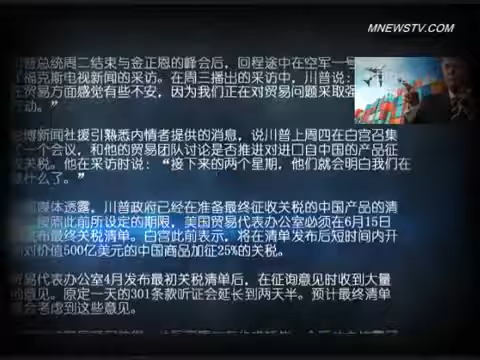 MNEWSTV.COM
总统周二结束与金正恩的峰会后，回程途中在空军一号
福克斯电视新闻的采访。在周三播出的采访中，川普说：
贸易方面感觉有些不安，因为我们正在对贸易问题采取强
行动。”
博新闻社援引熟悉内情者提供的消息，说川普上周四在白宫召集
一个会议，和他的贸易团队讨论是否推进对进口自中国的产品征
关税。他在采访时说：“接下来的两个星期，他们就会明白我们在
什么了。”
媒体透露，川普政府已经在准备最终征收关税的中国产品的清
此前所设定的期限，美国贸易代表办公室必须在6月15日
布最终关税清单。白宫此前表示，将在清单发布后短时间内开
对价值500亿美元的中国商品加征25%的关税。
易代表办公室4月发布最初关税清单后，在征询意见时收到大量
意见。原定一天的301条款听证会延长到两天半。预计最终清单
会考虑到这些意见。